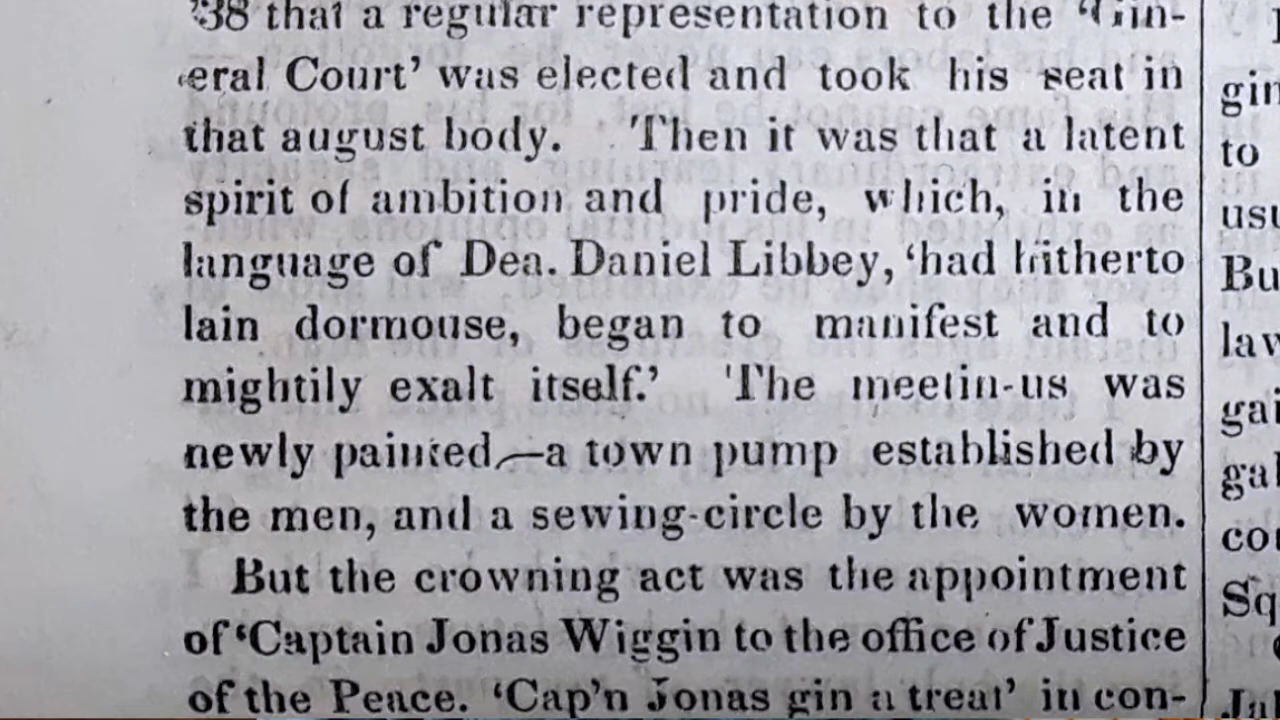 '38 that a regular representation to the 'Gin-
eral Court' was elected and took his seat in
that august body. Then it was that a latent
spirit of ambition and pride, which, in the
language of Dea. Daniel Libbey, 'had hitherto
lain dormouse, began to manifest and to
mightily exalt itself.' The meetin-us was
newly painted,—a town pump established by
the men, and a sewing-circle by the women.
But the crowning act was the appointment
of 'Captain Jonas Wiggin to the office of Justice
of the Peace. 'Cap'n Jonas gin a treat' in con-
gin
to
usu
Bu
law
gai
gal
cou
Sq